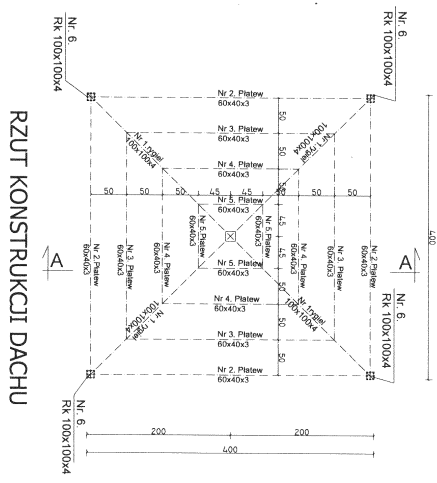 Nr. 6.
Rk 100x100x4
Nr. 6.
Rk 100x100x4
Nr 2, Płatew
60x40x3
50
Nr 3. Płatew
60x40x3
50
Nr 1.rygiel
100x100x4
Nr 1. rygiel
100x100x4
Nr 4. Płatew
60x40x3
50
50
50
50
50
50
50
Nr 5. Płatew
60x40x3
45
45
400
RZUT KONSTRUKCJI DACHU
A
A
Nr 2. Płatew
60x40x3
Nr 3. Płatew
60x40x3
Nr 4. Płatew
60x40x3
Nr 5. Płatew
60x40x3
Nr 5. Płatew
60x40x3
Nr 4. Płatew
60x40x3
Nr 3. Płatew
60x40x3
Nr 2. Płatew
60x40x3
Nr 5. Płatew
60x40x3
Nr 4. Płatew
60x40x3
50
Nr 1. rygiel
100x100x4
Nr 1rygiel
100x100x4
Nr 3. Płatew
60x40x3
50
Nr 2. Płatew
60x40x3
Nr. 6.
Rk 100x100x4
Nr. 6.
Rk 100x100x4
200
200
400